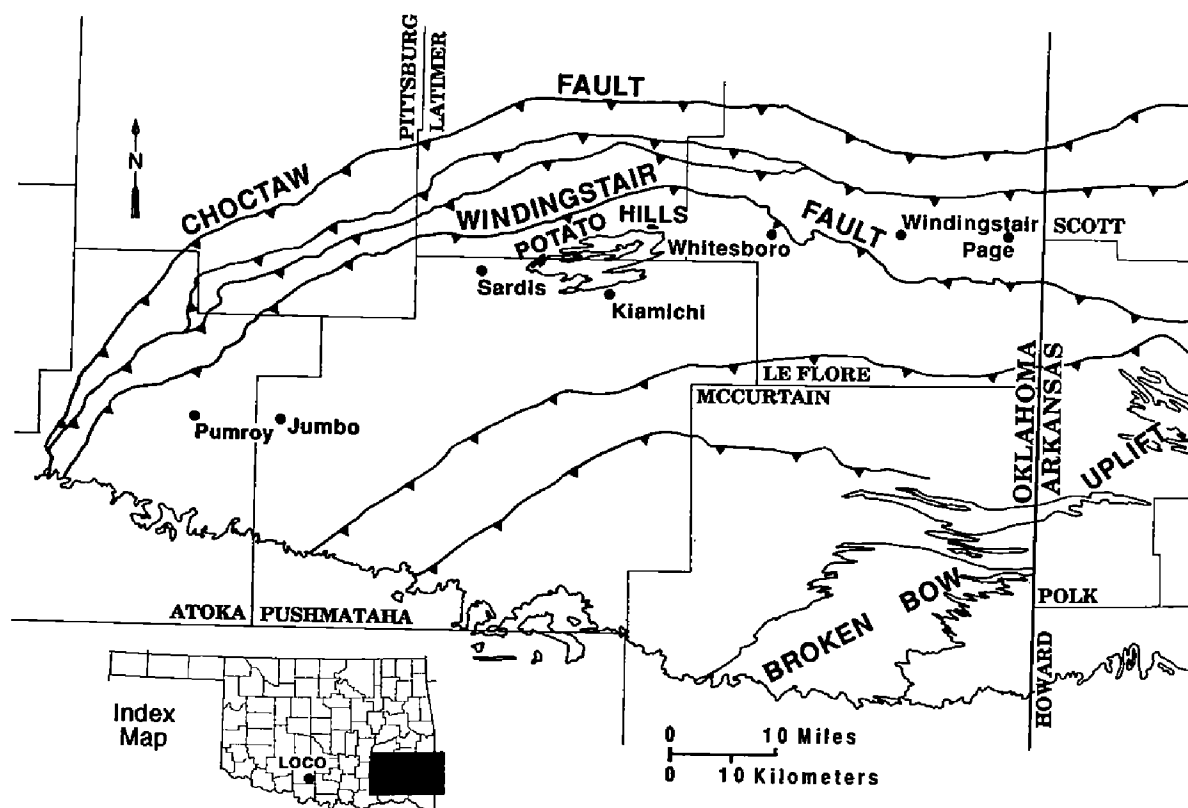 PITTSBURG
LATIMER
FAULT
N
CHOCTAW
WINDINGSTAIR
POTATO HILLS
FAULT
Whitesboro
Windingstair
Page
SCOTT
Sardis
Kiamichi
OKLAHOMA
ARKANSAS
LE FLORE
MCCURTAIN
Pumroy
Jumbo
UPLIFT
BROKEN BOW
POLK
HOWARD
ATOKA
PUSHMATAHA
Index
Map
LOCO
0 10 Miles
0 10 Kilometers